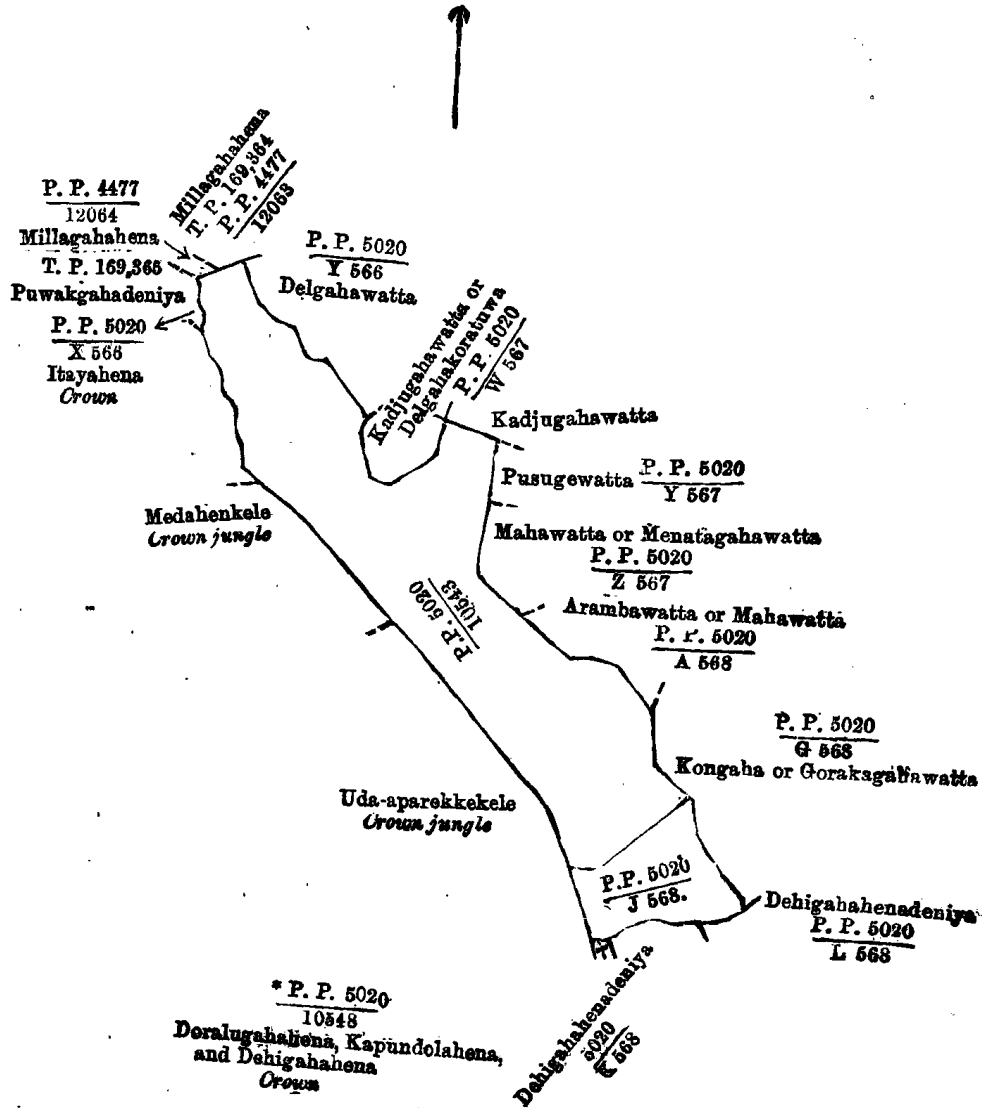 Millagahahena
T. P. 169,364
P. P. 4477
12063
P. P. 4477
12064
Millagahahena
T. P. 169,365
Puwakgahadeniya
P. P. 5020
X 566
Itayahena
Crown
P. P. 5020
Y 566
Delgahawatta
Kadjugahawatta or
Delgahakoratuwa
P. P. 5020
W 567
Kadjugahawatta
Pusugewatta P. P. 5020
Y 567
Medahenkele
Crown jungle
Mahawatta or Menatagahawatta
P. P. 5020
Z 567
P.P. 5020
10543
Arambawatta or Mahawatta
P. P. 5020
A 568
P. P. 5020
G 568
Kongaha or Goraksgahawatta
Uda-aparekkekele
Crown jungle
P.P. 5020
J 568.
Dehigahahenadeniya
P. P. 5020
L 568
Dehigahahenadeniya
5020
K 568
* P. P. 5020
10548
Doralugahahena, Kapundolahena,
and Dehigahahena
Crown